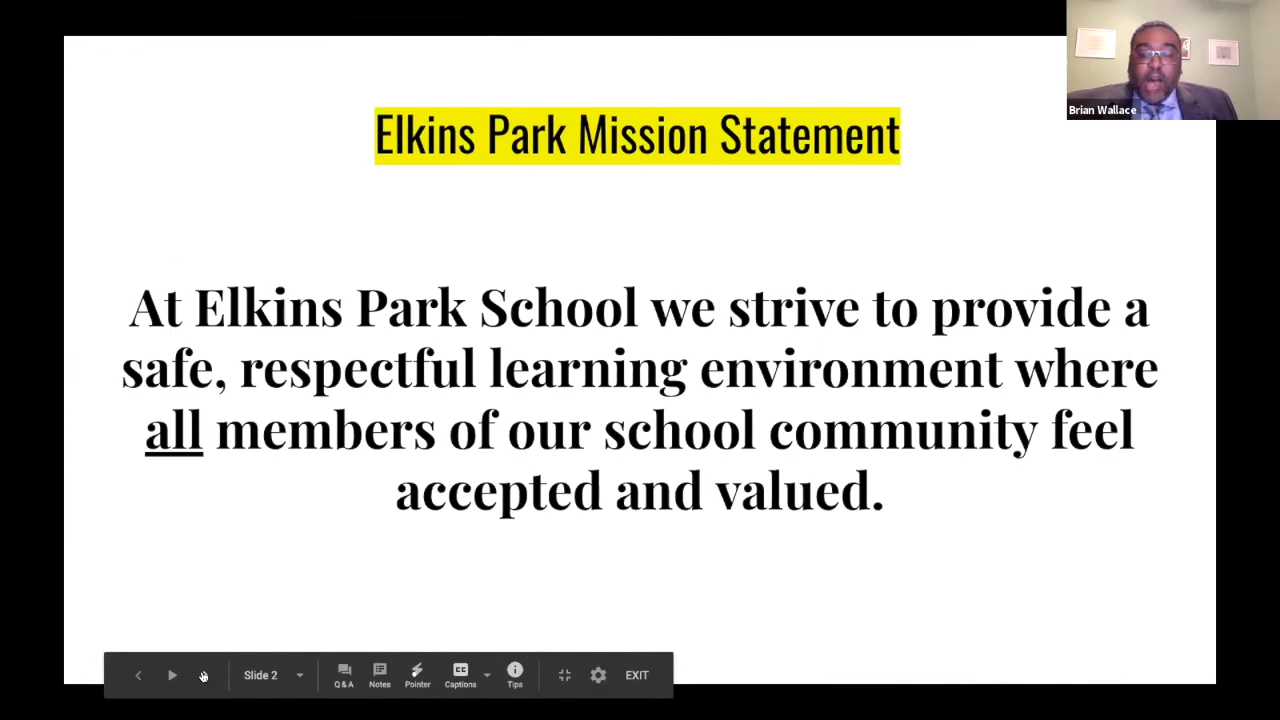 Brian Wallace
Elkins Park Mission Statement
At Elkins Park School we strive to provide a
safe, respectful learning environment where
all members of our school community feel
accepted and valued.
Slide 2
Q&A
Notes
Pointer
CC
Captions
Tips
EXIT